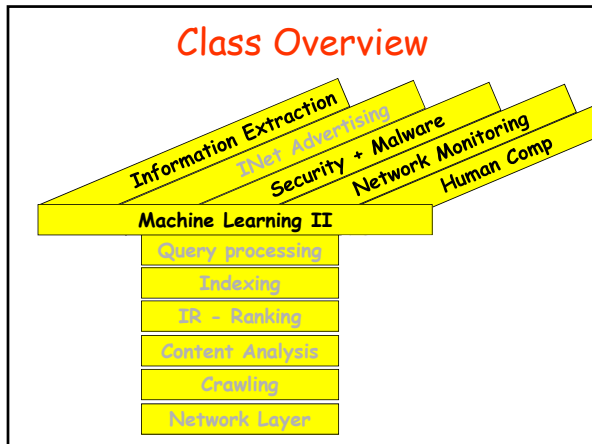 Class Overview
Information Extraction
INet Advertising
Security + Malware
Network Monitoring
Human Comp
Machine Learning II
Query processing
Indexing
IR - Ranking
Content Analysis
Crawling
Network Layer